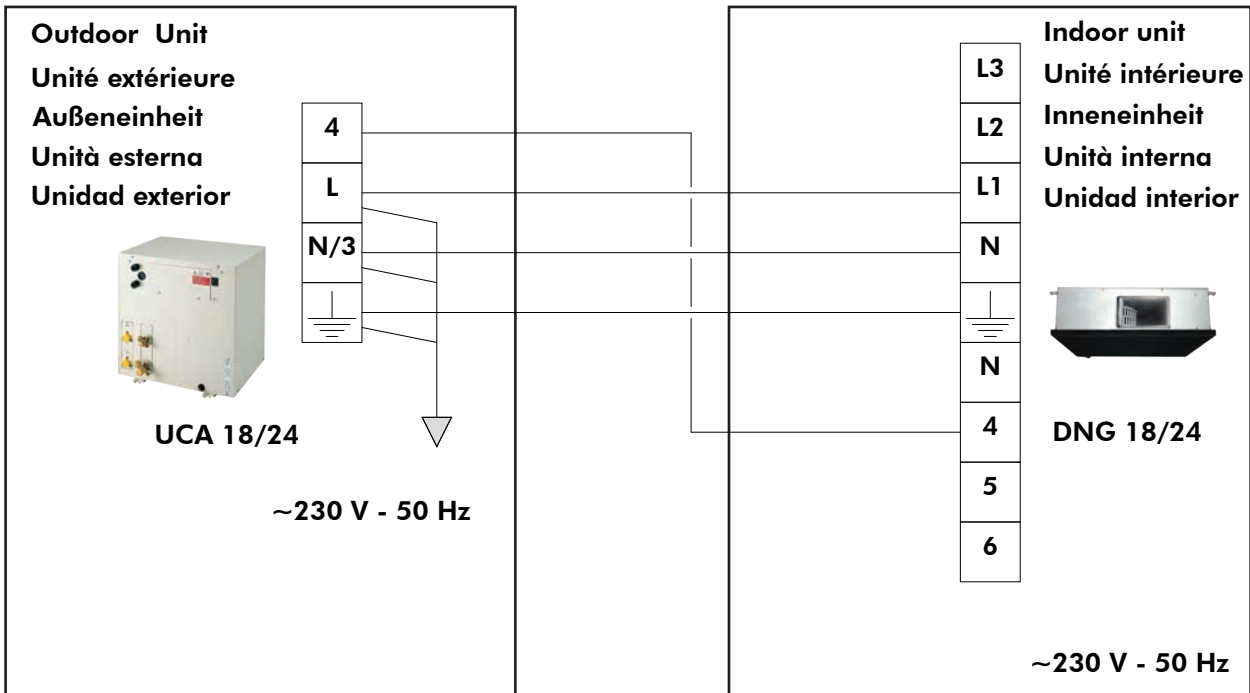 Outdoor Unit
Unité extérieure
Außeneinheit
Unità esterna
Unidad exterior
4
L
N/3
UCA 18/24
~230 V - 50 Hz
Indoor unit
Unité intérieure
Inneneinheit
Unità interna
Unidad interior
L3
L2
L1
N
N
4
5
6
DNG 18/24
~230 V - 50 Hz